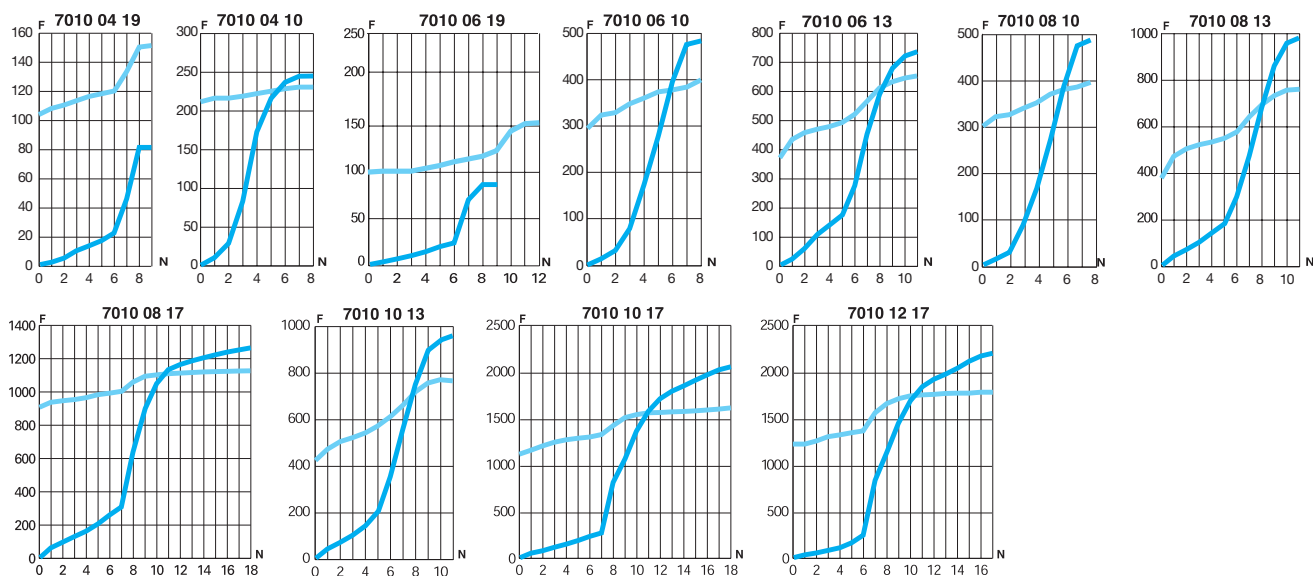 7010 04 19
F
160
140
120
100
80
60
40
20
0
0 2 4 6 8 N
7010 04 10
F
300
250
200
150
100
50
0
0 2 4 6 8 N
7010 06 19
F
250
200
150
100
50
0
0 2 4 6 8 10 12 N
7010 06 10
F
500
400
300
200
100
0
0 2 4 6 8 N
7010 06 13
F
800
700
600
500
400
300
200
100
0
0 2 4 6 8 10 N
7010 08 10
F
500
400
300
200
100
0
0 2 4 6 8 N
7010 08 13
F
1000
800
600
400
200
0
0 2 4 6 8 10 N
7010 08 17
F
1400
1200
1000
800
600
400
200
0
0 2 4 6 8 10 12 14 16 18 N
7010 10 13
F
1000
800
600
400
200
0
0 2 4 6 8 10 N
7010 10 17
F
2500
2000
1500
1000
500
0
0 2 4 6 8 10 12 14 16 18 N
7010 12 17
F
2500
2000
1500
1000
500
0
0 2 4 6 8 10 12 14 16 N